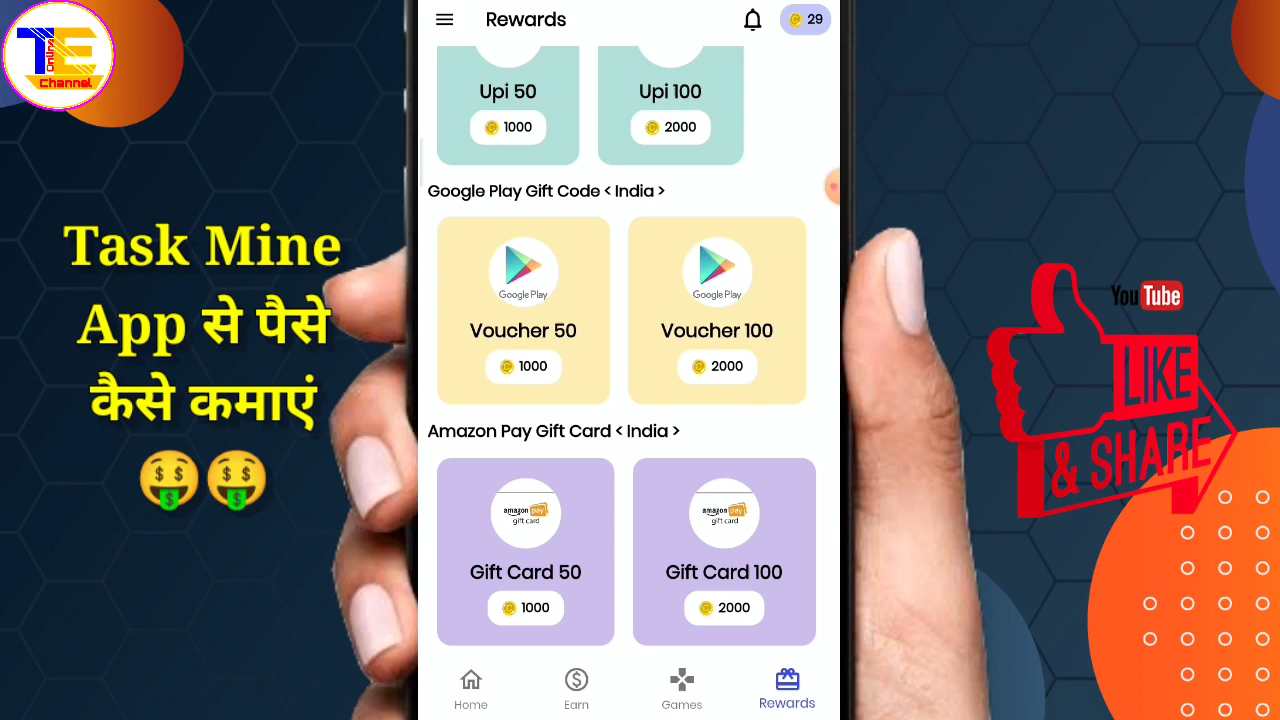 TE
Online
Channel
Task Mine
App से पैसे
कैसे कमाएं
Rewards
29
Upi 50
1000
Upi 100
2000
Google Play Gift Code < India >
Google Play
Voucher 50
1000
Google Play
Voucher 100
2000
Amazon Pay Gift Card < India >
amazon pay
gift card
Gift Card 50
1000
amazon pay
gift card
Gift Card 100
2000
Home
Earn
Games
Rewards
YouTube
LIKE
& SHARE